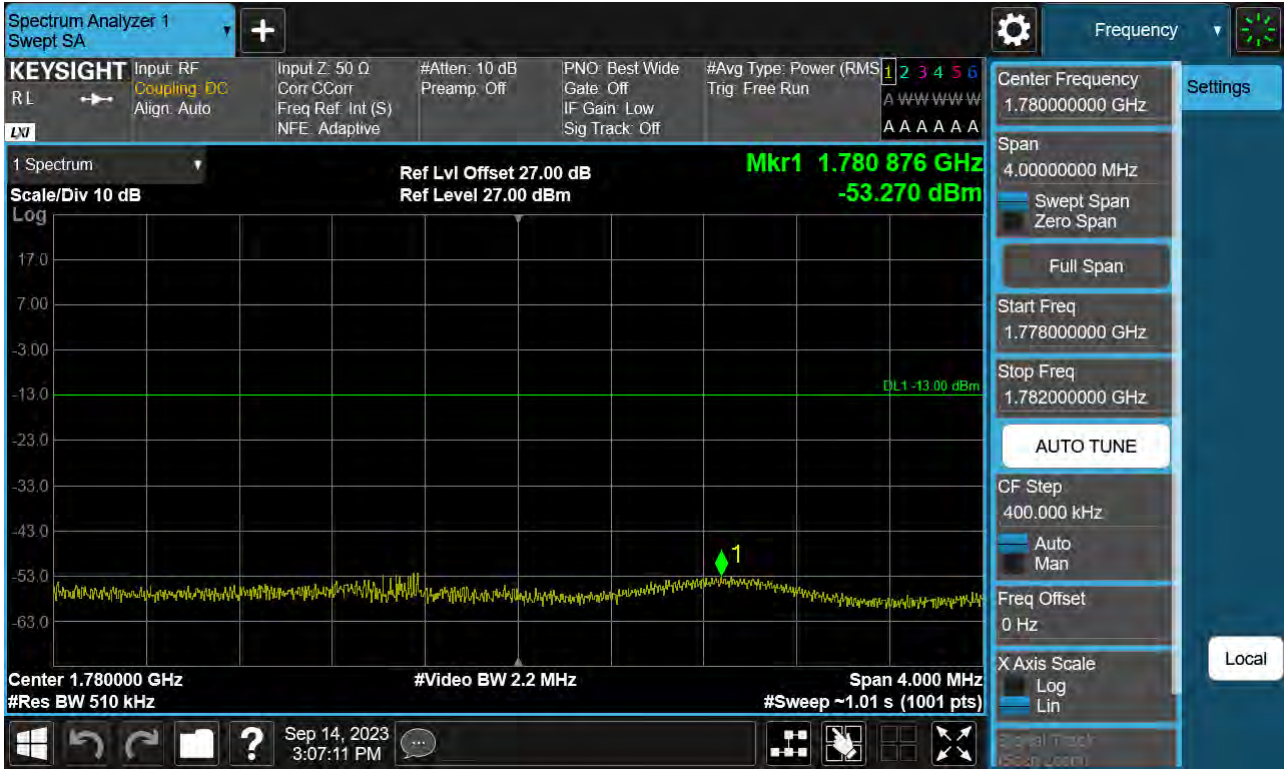 Spectrum Analyzer 1
Swept SA
Frequency
KEYSIGHT
R L
LXI
Input: RF
Coupling: DC
Align: Auto
Input Z: 50 Ω
Corr CCorr
Freq Ref: Int (S)
NFE: Adaptive
#Atten: 10 dB
Preamp: Off
PNO: Best Wide
Gate: Off
IF Gain: Low
Sig Track: Off
#Avg Type: Power (RMS
Trig: Free Run
1 2 3 4 5 6
A W W W W W
A A A A A A
1 Spectrum
Scale/Div 10 dB
Log
Ref Lvl Offset 27.00 dB
Ref Level 27.00 dBm
Mkr1 1.780 876 GHz
-53.270 dBm
17.0
7.00
-3.00
-13.0
-23.0
-33.0
-43.0
-53.0
-63.0
DL1 -13.00 dBm
1
Center 1.780000 GHz
#Res BW 510 kHz
#Video BW 2.2 MHz
Span 4.000 MHz
#Sweep ~1.01 s (1001 pts)
Center Frequency
1.780000000 GHz
Span
4.00000000 MHz
Swept Span
Zero Span
Full Span
Start Freq
1.778000000 GHz
Stop Freq
1.782000000 GHz
AUTO TUNE
CF Step
400.000 kHz
Auto
Man
Freq Offset
0 Hz
X Axis Scale
Log
Lin
Signal Track
(Span Zoom)
Settings
Local
?
Sep 14, 2023
3:07:11 PM